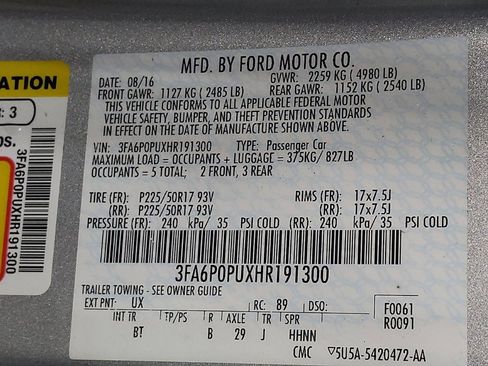 MFD. BY FORD MOTOR CO.
DATE: 08/16 GVWR: 2259 KG ( 4980 LB)
FRONT GAWR: 1127 KG ( 2485 LB) REAR GAWR: 1152 KG ( 2540 LB)
THIS VEHICLE CONFORMS TO ALL APPLICABLE FEDERAL MOTOR
VEHICLE SAFETY, BUMPER, AND THEFT PREVENTION STANDARDS
IN EFFECT ON THE DATE OF MANUFACTURE SHOWN ABOVE.
VIN: 3FA6P0PUXHR191300 TYPE: Passenger Car
MAXIMUM LOAD = OCCUPANTS + LUGGAGE = 375KG/ 827LB
OCCUPANTS = 5 TOTAL; 2 FRONT, 3 REAR
TIRE (FR): P225/50R17 93V RIMS (FR): 17x7.5J
(RR): P225/50R17 93V (RR): 17x7.5J
PRESSURE (FR): 240 kPa/ 35 PSI COLD (RR): 240 kPa/ 35 PSI COLD
3FA6P0PUXHR191300
TRAILER TOWING - SEE OWNER GUIDE
EXT PNT: UX RC: 89 DSO: F0061
R0091
INT TR TP/PS R AXLE TR SPR
BT B 29 J HHNN
CMC ▽5U5A-5420472-AA
ATION
: 3
os.
3FA6P0PUXHR191300